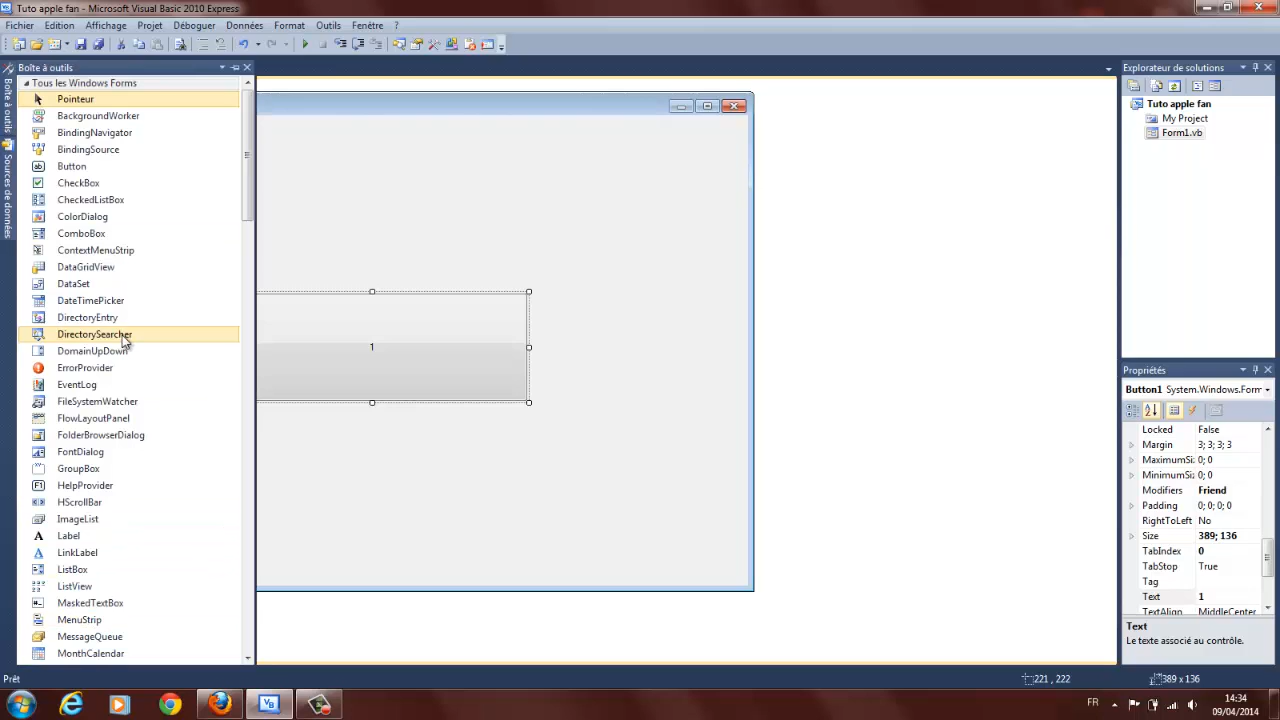 Tuto apple fan - Microsoft Visual Basic 2010 Express
Fichier Edition Affichage Projet Déboguer Données Format Outils Fenêtre ?
Boîte à outils
Tous les Windows Forms
Pointeur
BackgroundWorker
BindingNavigator
BindingSource
Button
CheckBox
CheckedListBox
ColorDialog
ComboBox
ContextMenuStrip
DataGridView
DataSet
DateTimePicker
DirectoryEntry
DirectorySearcher
DomainUpDown
ErrorProvider
EventLog
FileSystemWatcher
FlowLayoutPanel
FolderBrowserDialog
FontDialog
GroupBox
HelpProvider
HScrollBar
ImageList
Label
LinkLabel
ListBox
ListView
MaskedTextBox
MenuStrip
MessageQueue
MonthCalendar
Boîte à outils
Sources de données
1
Explorateur de solutions
Tuto apple fan
My Project
Form1.vb
Propriétés
Button1 System.Windows.Form
Locked False
Margin 3; 3; 3; 3
MaximumSi 0; 0
MinimumSi 0; 0
Modifiers Friend
Padding 0; 0; 0; 0
RightToLeft No
Size 389; 136
TabIndex 0
TabStop True
Tag
Text 1
TextAlign MiddleCenter
Text
Le texte associé au contrôle.
Prêt
221 , 222
389 x 136
FR
14:34
09/04/2014